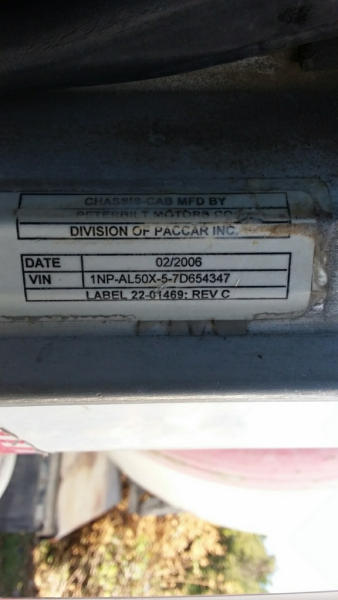 CHASSIS-CAB MFD BY
PETERBILT MOTORS CO.
DIVISION OF PACCAR INC.
DATE 02/2006
VIN 1NP-AL50X-5-7D654347
LABEL 22-01469: REV C